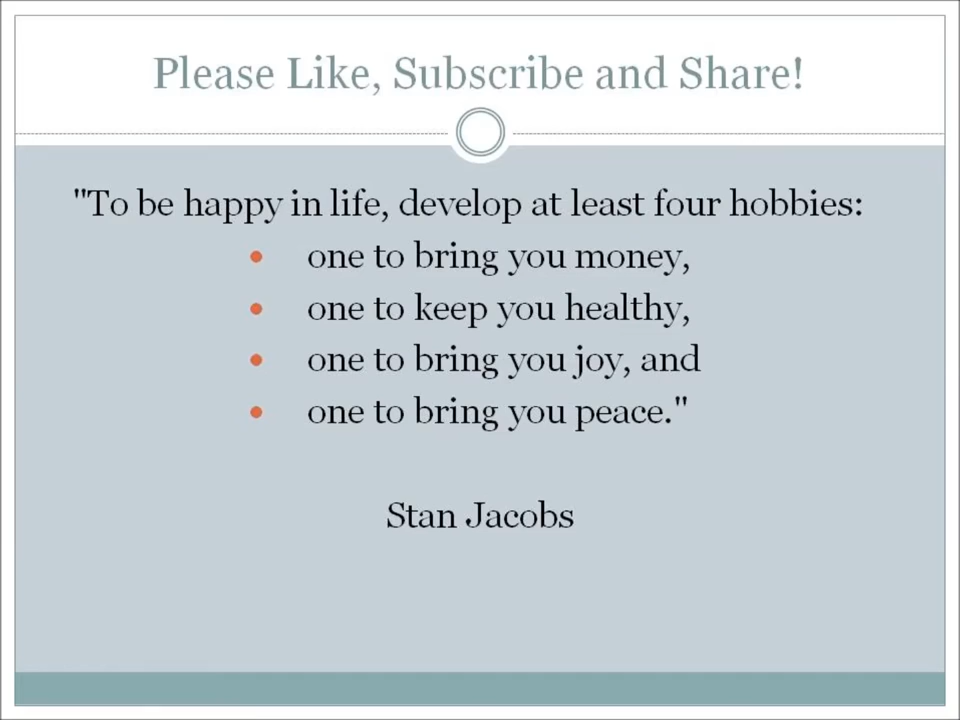 Please Like, Subscribe and Share!
"To be happy in life, develop at least four hobbies:
• one to bring you money,
• one to keep you healthy,
• one to bring you joy, and
• one to bring you peace."
Stan Jacobs